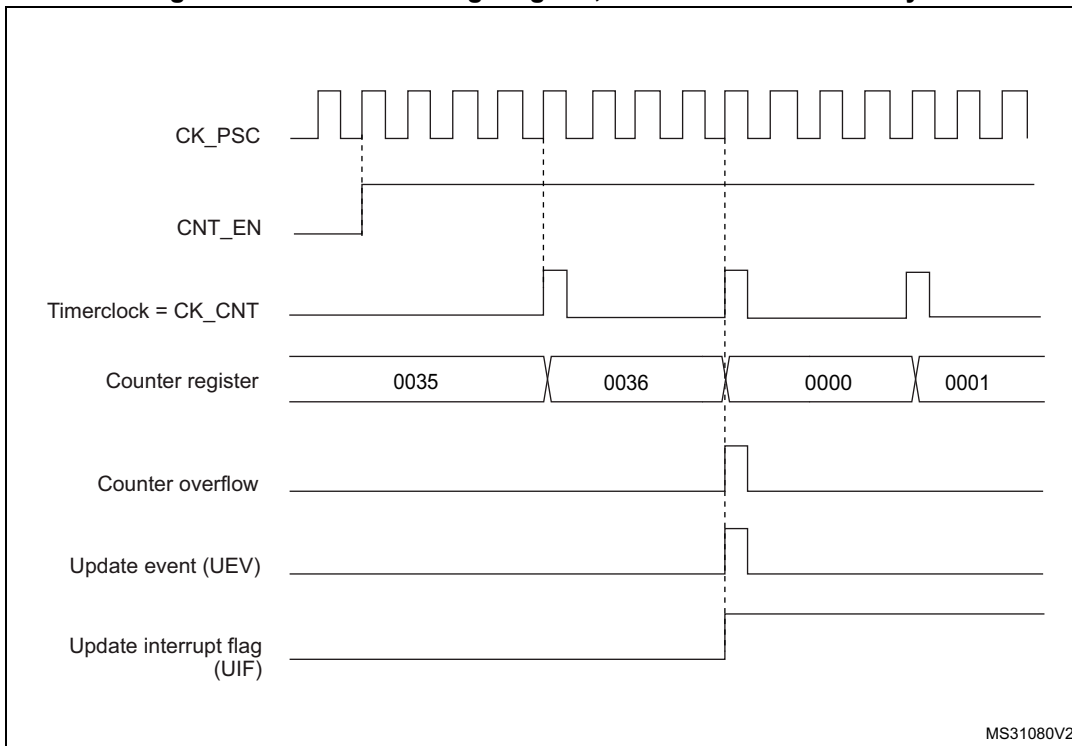 CK_PSC
CNT_EN
Timerclock = CK_CNT
Counter register
0035
0036
0000
0001
Counter overflow
Update event (UEV)
Update interrupt flag
(UIF)
MS31080V2